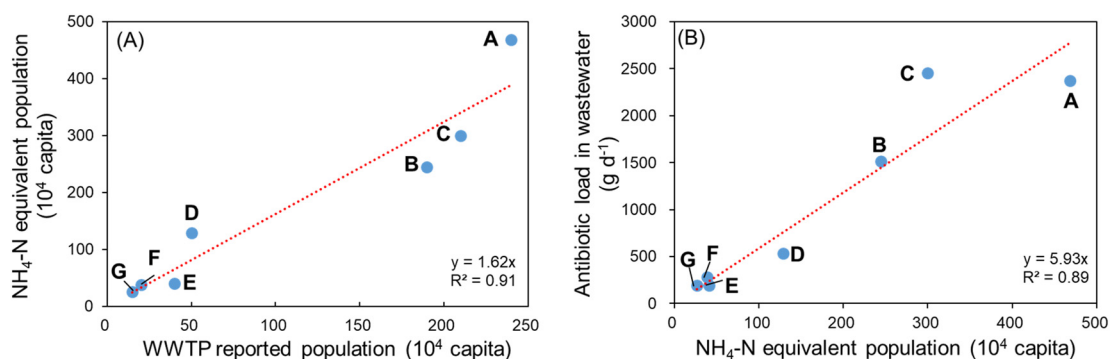 (A)
NH₄-N equivalent population
(10⁴ capita)
500
400
300
200
100
0
A
C
B
D
F
G
E
y = 1.62x
R² = 0.91
0 50 100 150 200 250
WWTP reported population (10⁴ capita)
(B)
Antibiotic load in wastewater
(g d⁻¹)
3000
2500
2000
1500
1000
500
0
C
A
B
D
F
G
E
y = 5.93x
R² = 0.89
0 100 200 300 400 500
NH₄-N equivalent population (10⁴ capita)